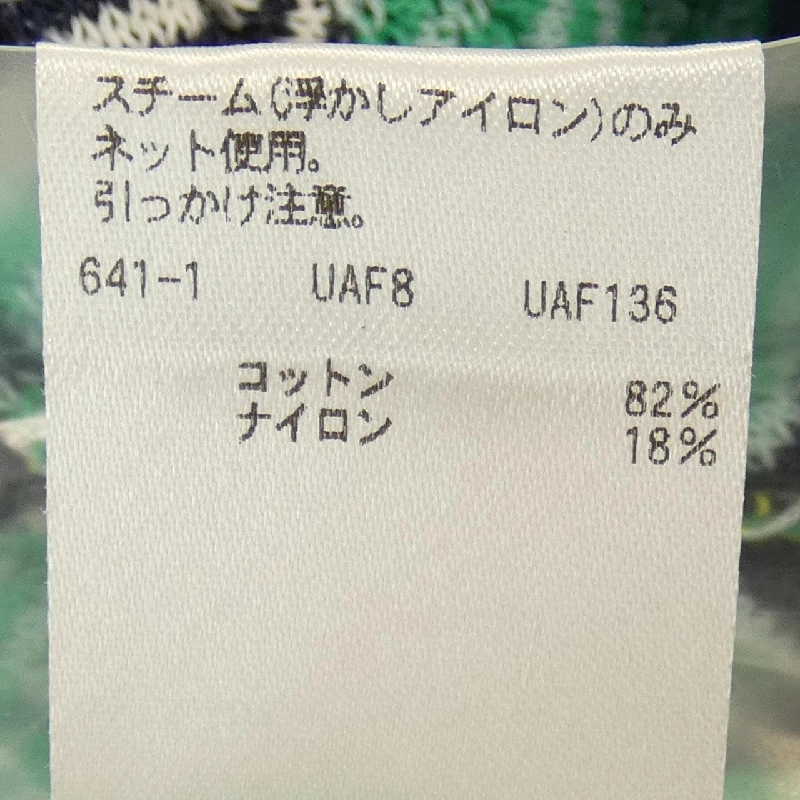 スチーム(浮かしアイロン)のみ
ネット使用。
引っかけ注意。
641-1 UAF8 UAF136
コットン 82%
ナイロン 18%